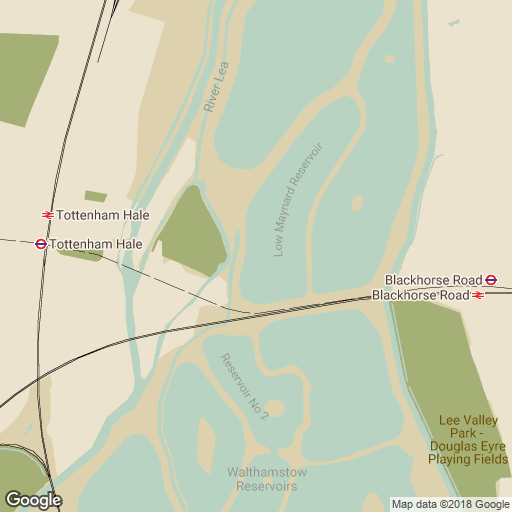 River Lea
Low Maynard Reservoir
Tottenham Hale
Tottenham Hale
Blackhorse Road
Blackhorse Road
Reservoir No 2
Lee Valley
Park -
Douglas Eyre
Playing Fields
Walthamstow
Reservoirs
Google
Map data ©2018 Google